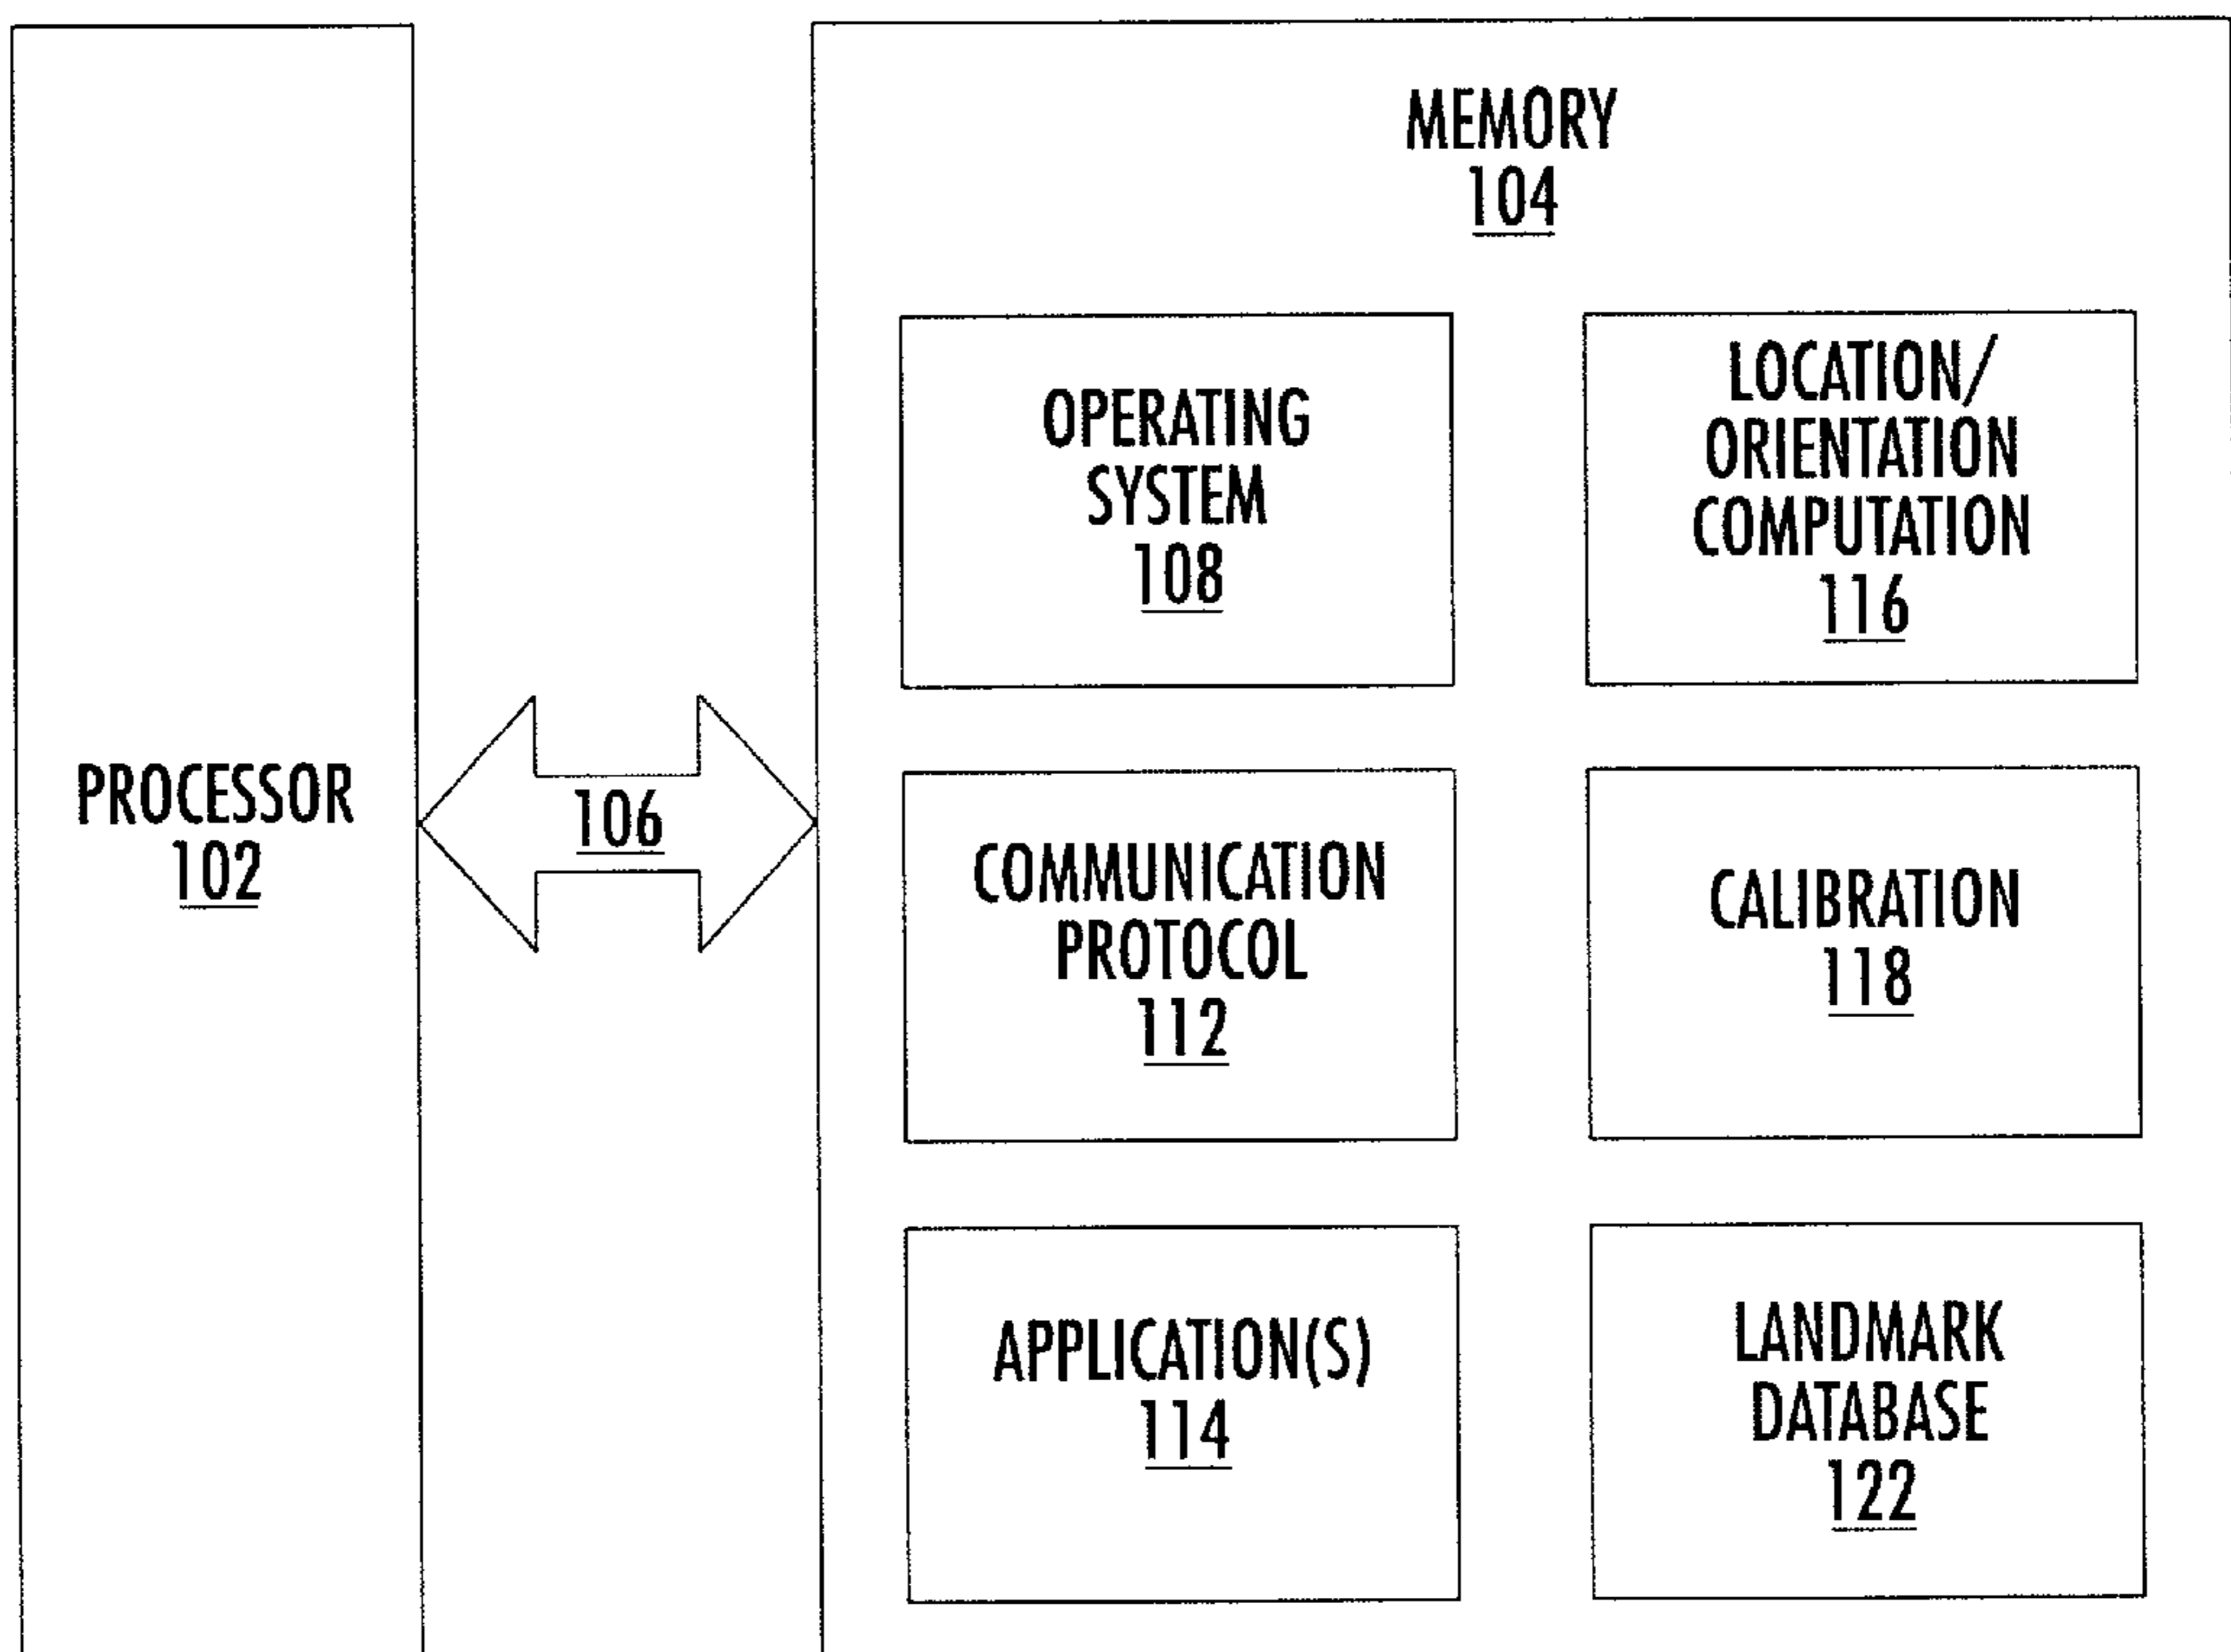 MEMORY
104
OPERATING
SYSTEM
108
LOCATION/
ORIENTATION
COMPUTATION
116
PROCESSOR
102
106
COMMUNICATION
PROTOCOL
112
CALIBRATION
118
APPLICATION(S)
114
LANDMARK
DATABASE
122